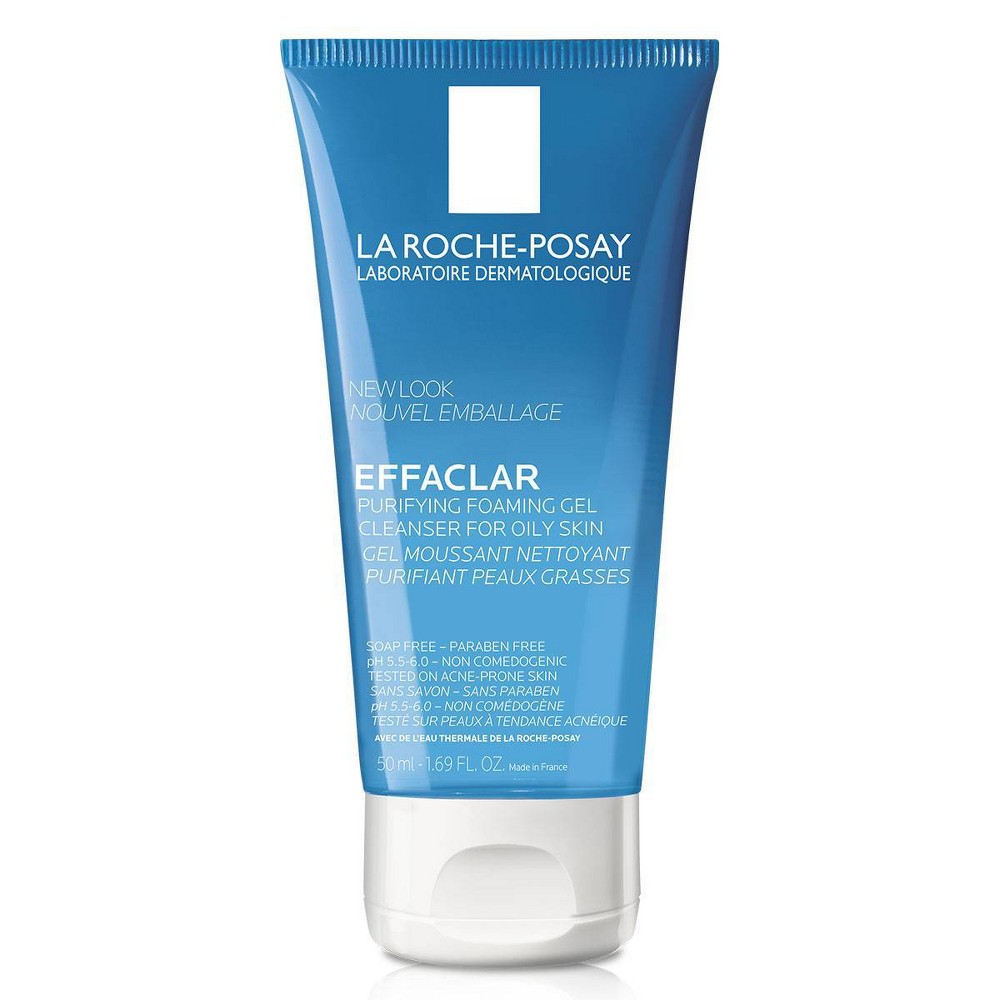 LA ROCHE-POSAY
LABORATOIRE DERMATOLOGIQUE
NEW LOOK
NOUVEL EMBALLAGE
EFFACLAR
PURIFYING FOAMING GEL
CLEANSER FOR OILY SKIN
GEL MOUSSANT NETTOYANT
PURIFIANT PEAUX GRASSES
SOAP FREE – PARABEN FREE
pH 5.5-6.0 – NON COMEDOGENIC
TESTED ON ACNE-PRONE SKIN
SANS SAVON – SANS PARABEN
pH 5.5-6.0 – NON COMÉDOGÈNE
TESTÉ SUR PEAUX À TENDANCE ACNÉIQUE
AVEC DE L'EAU THERMALE DE LA ROCHE-POSAY
50 ml - 1.69 FL. OZ. Made in France